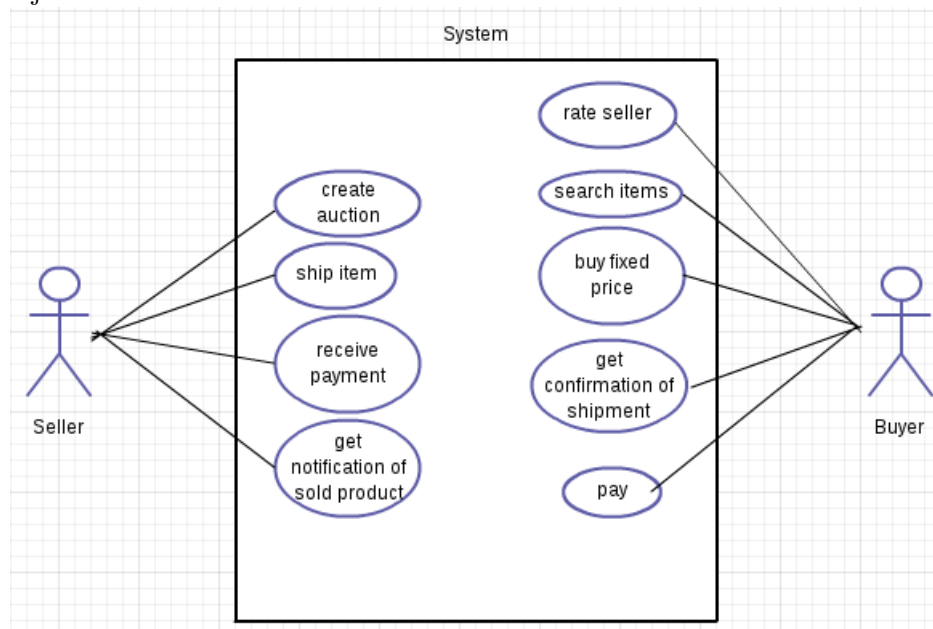 System
rate seller
search items
buy fixed
price
get
confirmation of
shipment
pay
create
auction
ship item
receive
payment
get
notification of
sold product
Seller
Buyer